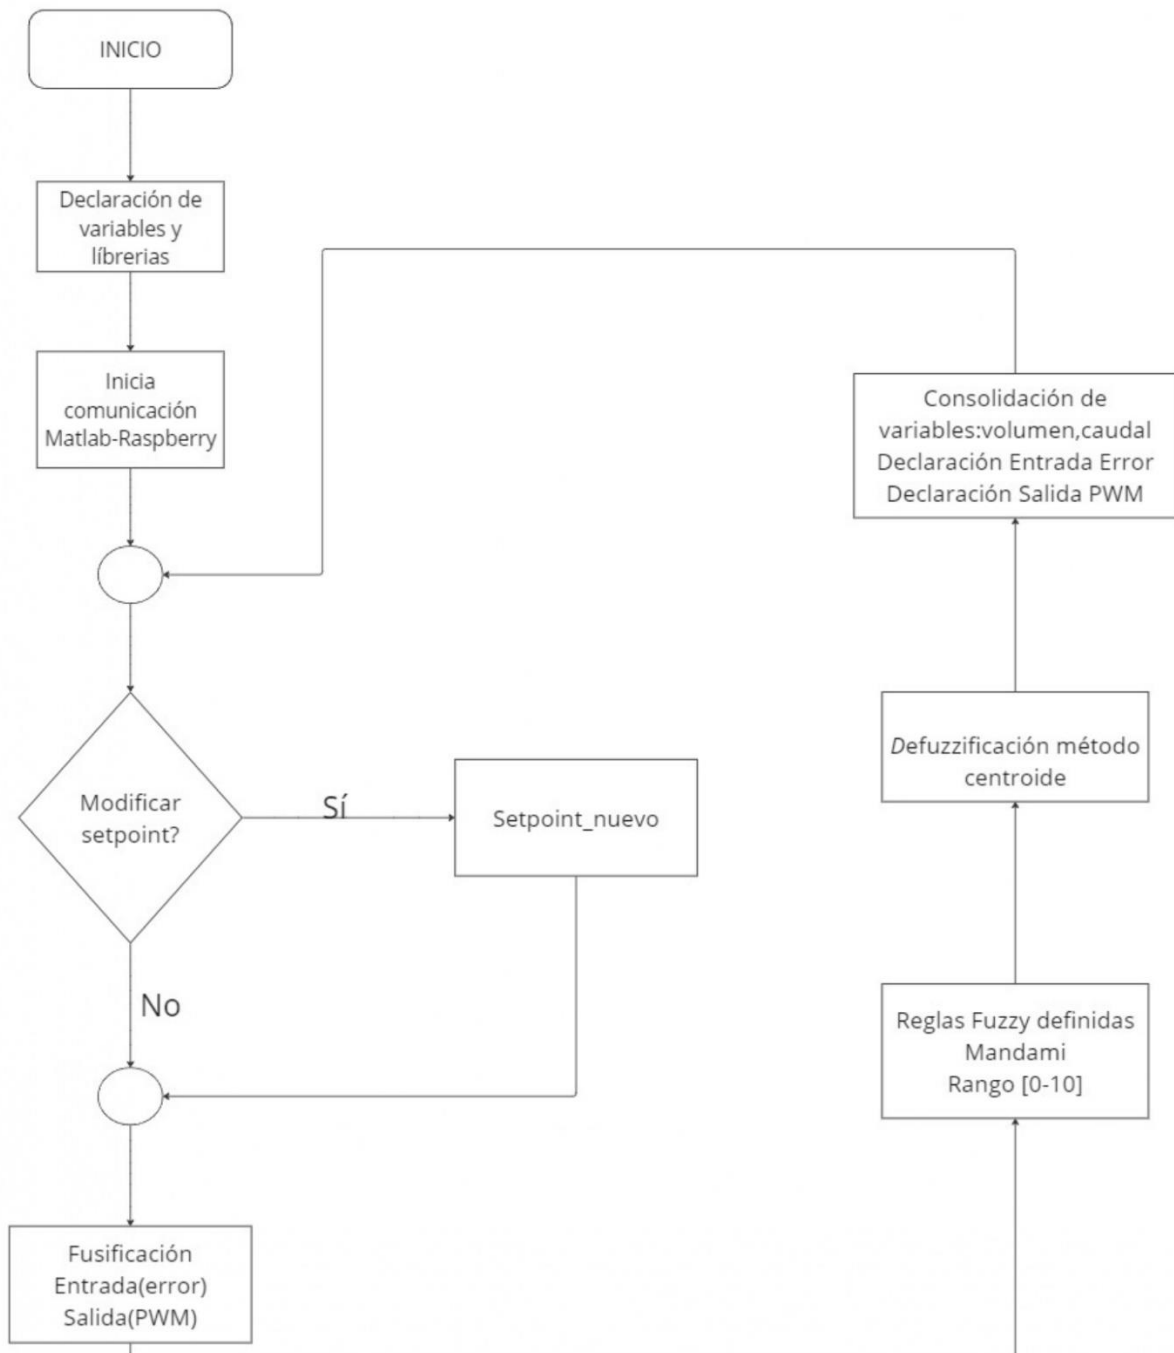 INICIO
Declaración de
variables y
líbrerias
Inicia
comunicación
Matlab-Raspberry
Modificar
setpoint?
Sí
Setpoint_nuevo
No
Fusificación
Entrada(error)
Salida(PWM)
Reglas Fuzzy definidas
Mandami
Rango [0-10]
Defuzzificación método
centroide
Consolidación de
variables:volumen,caudal
Declaración Entrada Error
Declaración Salida PWM